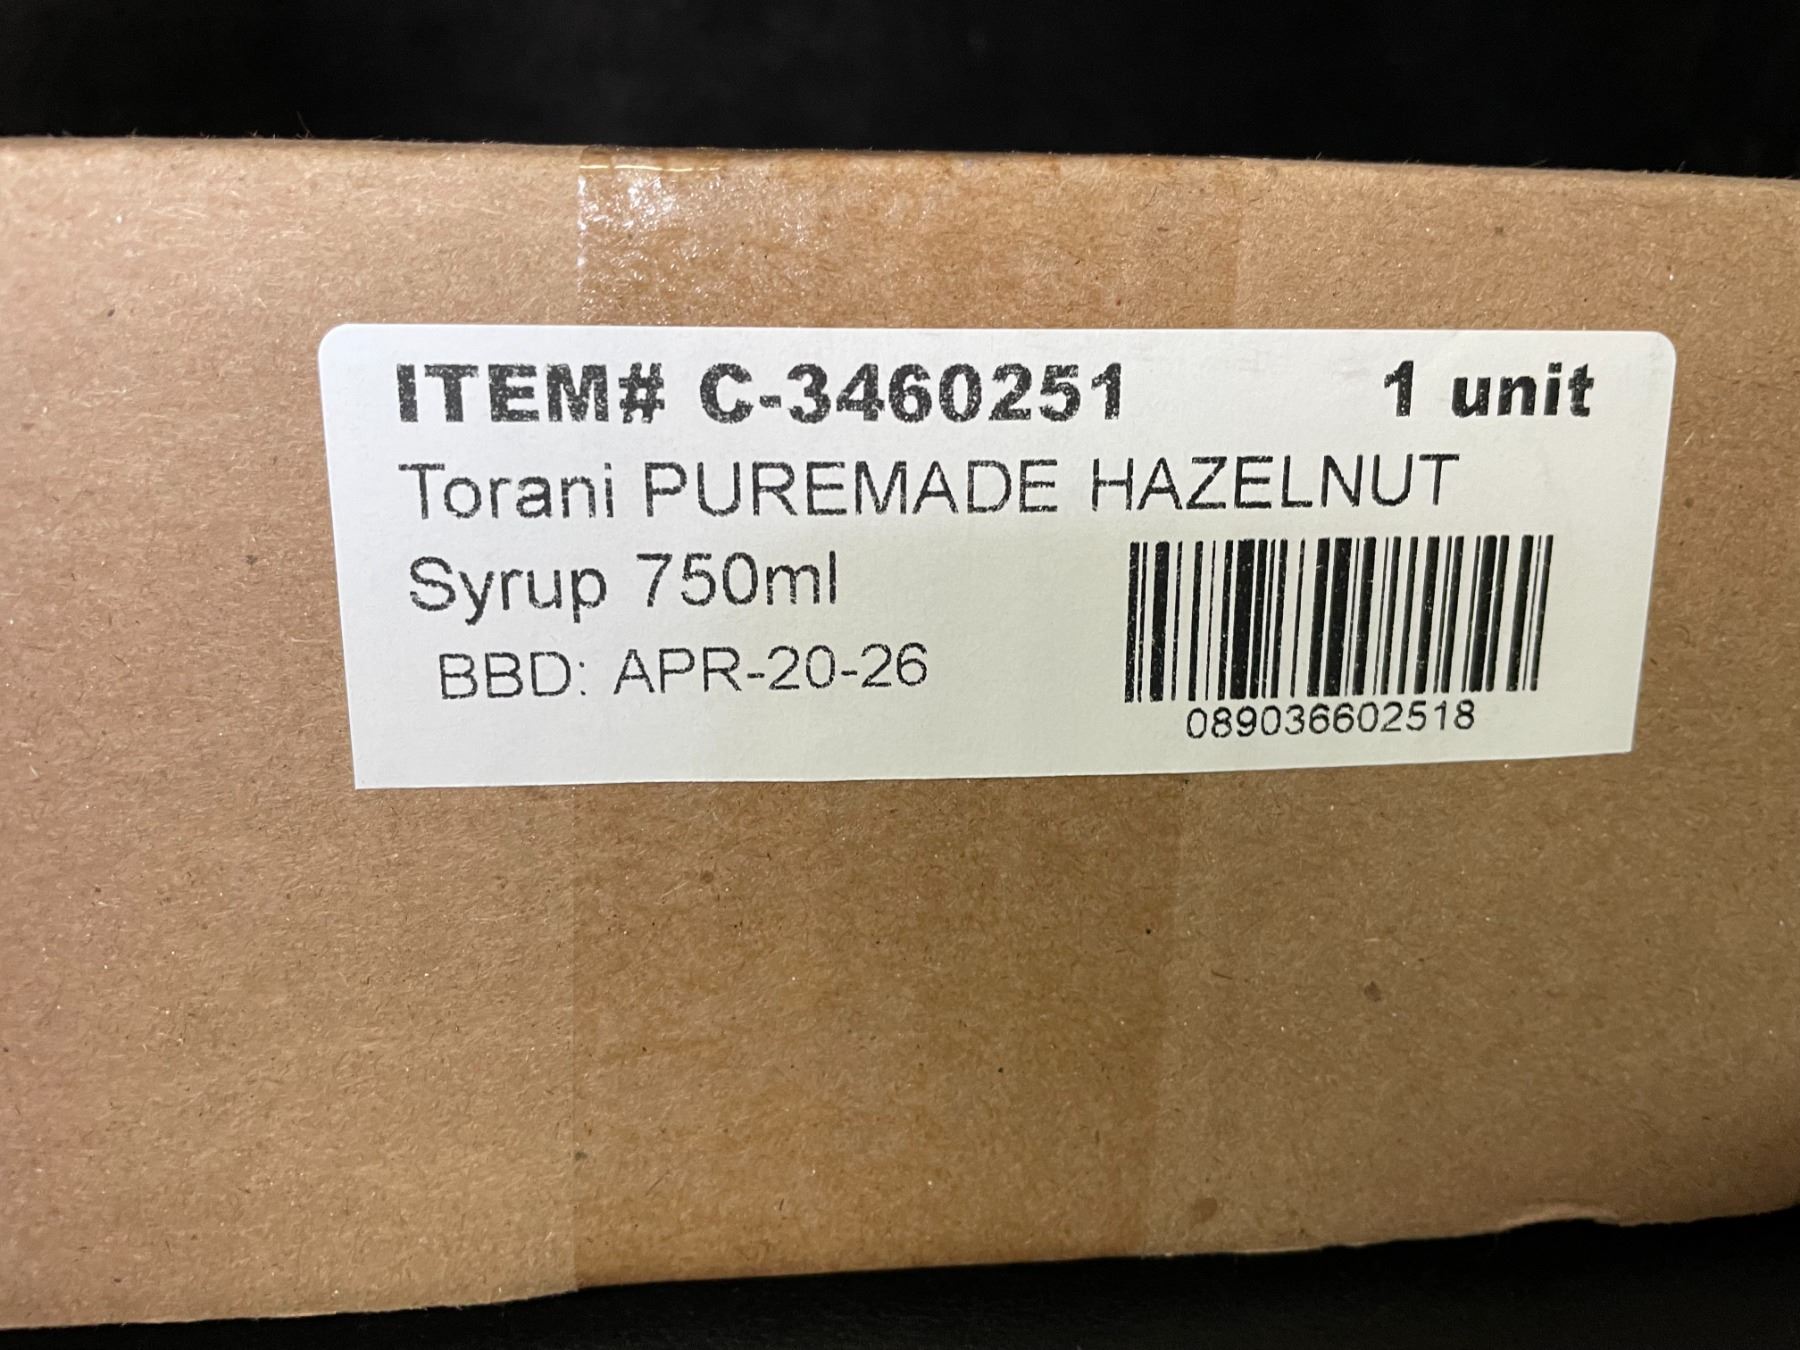 ITEM# C-3460251 1 unit
Torani PUREMADE HAZELNUT
Syrup 750ml
BBD: APR-20-26
089036602518